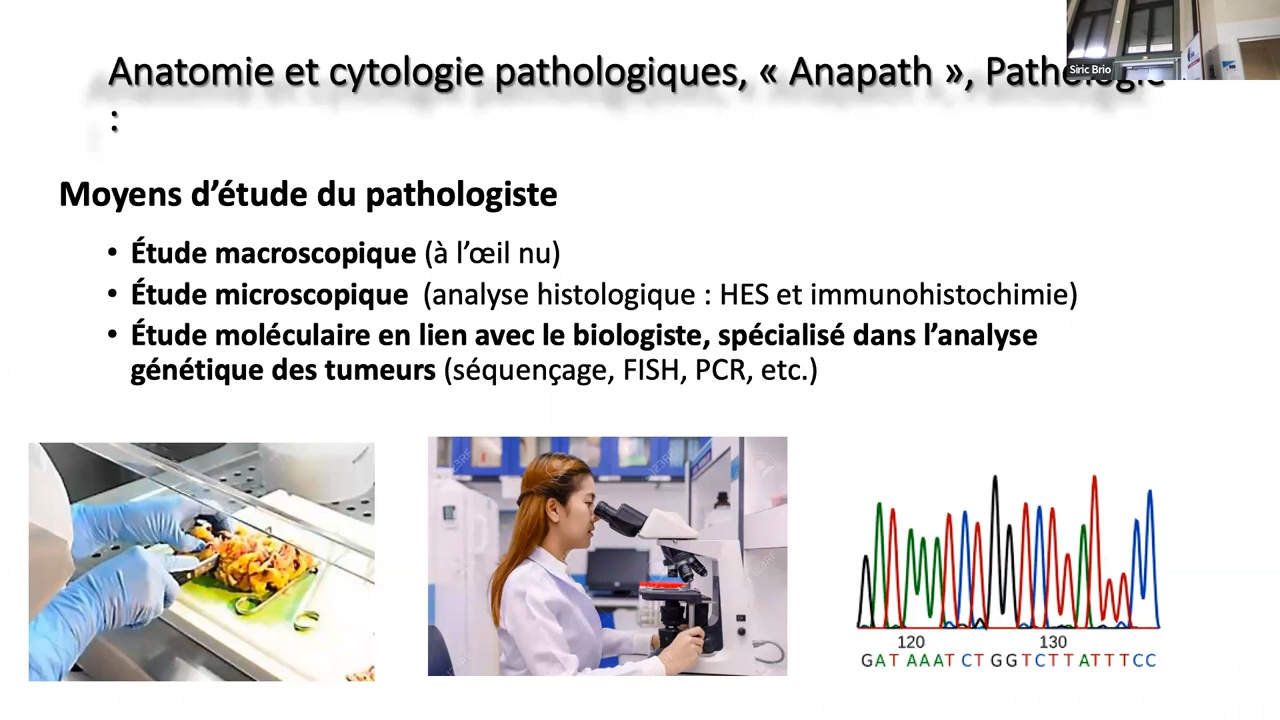 Anatomie et cytologie pathologiques, « Anapath », Pathologie
:
Siric Brio
Moyens d’étude du pathologiste
• Étude macroscopique (à l’œil nu)
• Étude microscopique (analyse histologique : HES et immunohistochimie)
• Étude moléculaire en lien avec le biologiste, spécialisé dans l’analyse
génétique des tumeurs (séquençage, FISH, PCR, etc.)
120 130
GAT AAAT CT GGTCTT ATTTCC